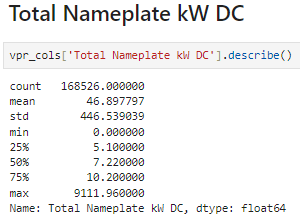 Total Nameplate kW DC
vpr_cols['Total Nameplate kW DC'].describe()
count    168526.000000
mean         46.897797
std         446.539039
min           0.000000
25%           5.100000
50%           7.220000
75%          10.200000
max        9111.960000
Name: Total Nameplate kW DC, dtype: float64